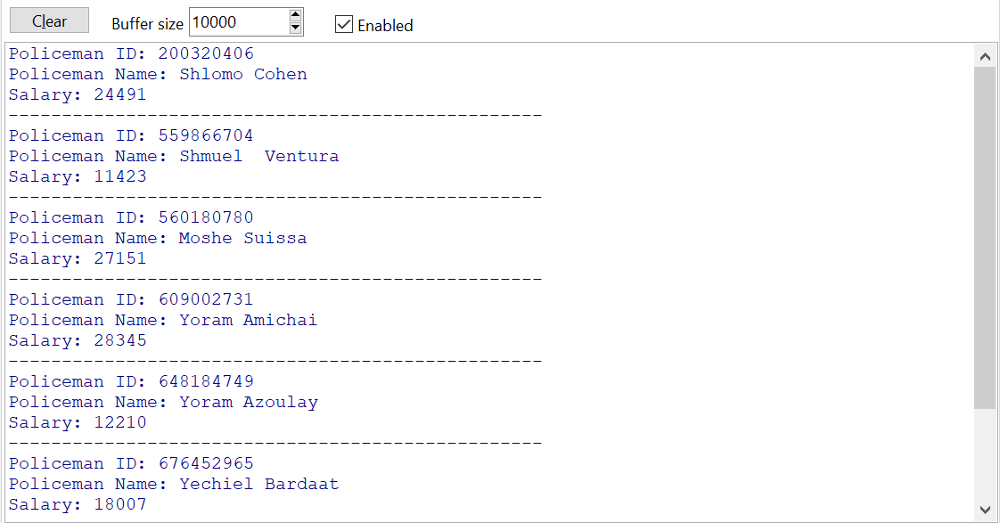 Clear Buffer size 10000 Enabled
Policeman ID: 200320406
Policeman Name: Shlomo Cohen
Salary: 24491
--------------------------------------------------
Policeman ID: 559866704
Policeman Name: Shmuel  Ventura
Salary: 11423
--------------------------------------------------
Policeman ID: 560180780
Policeman Name: Moshe Suissa
Salary: 27151
--------------------------------------------------
Policeman ID: 609002731
Policeman Name: Yoram Amichai
Salary: 28345
--------------------------------------------------
Policeman ID: 648184749
Policeman Name: Yoram Azoulay
Salary: 12210
--------------------------------------------------
Policeman ID: 676452965
Policeman Name: Yechiel Bardaat
Salary: 18007